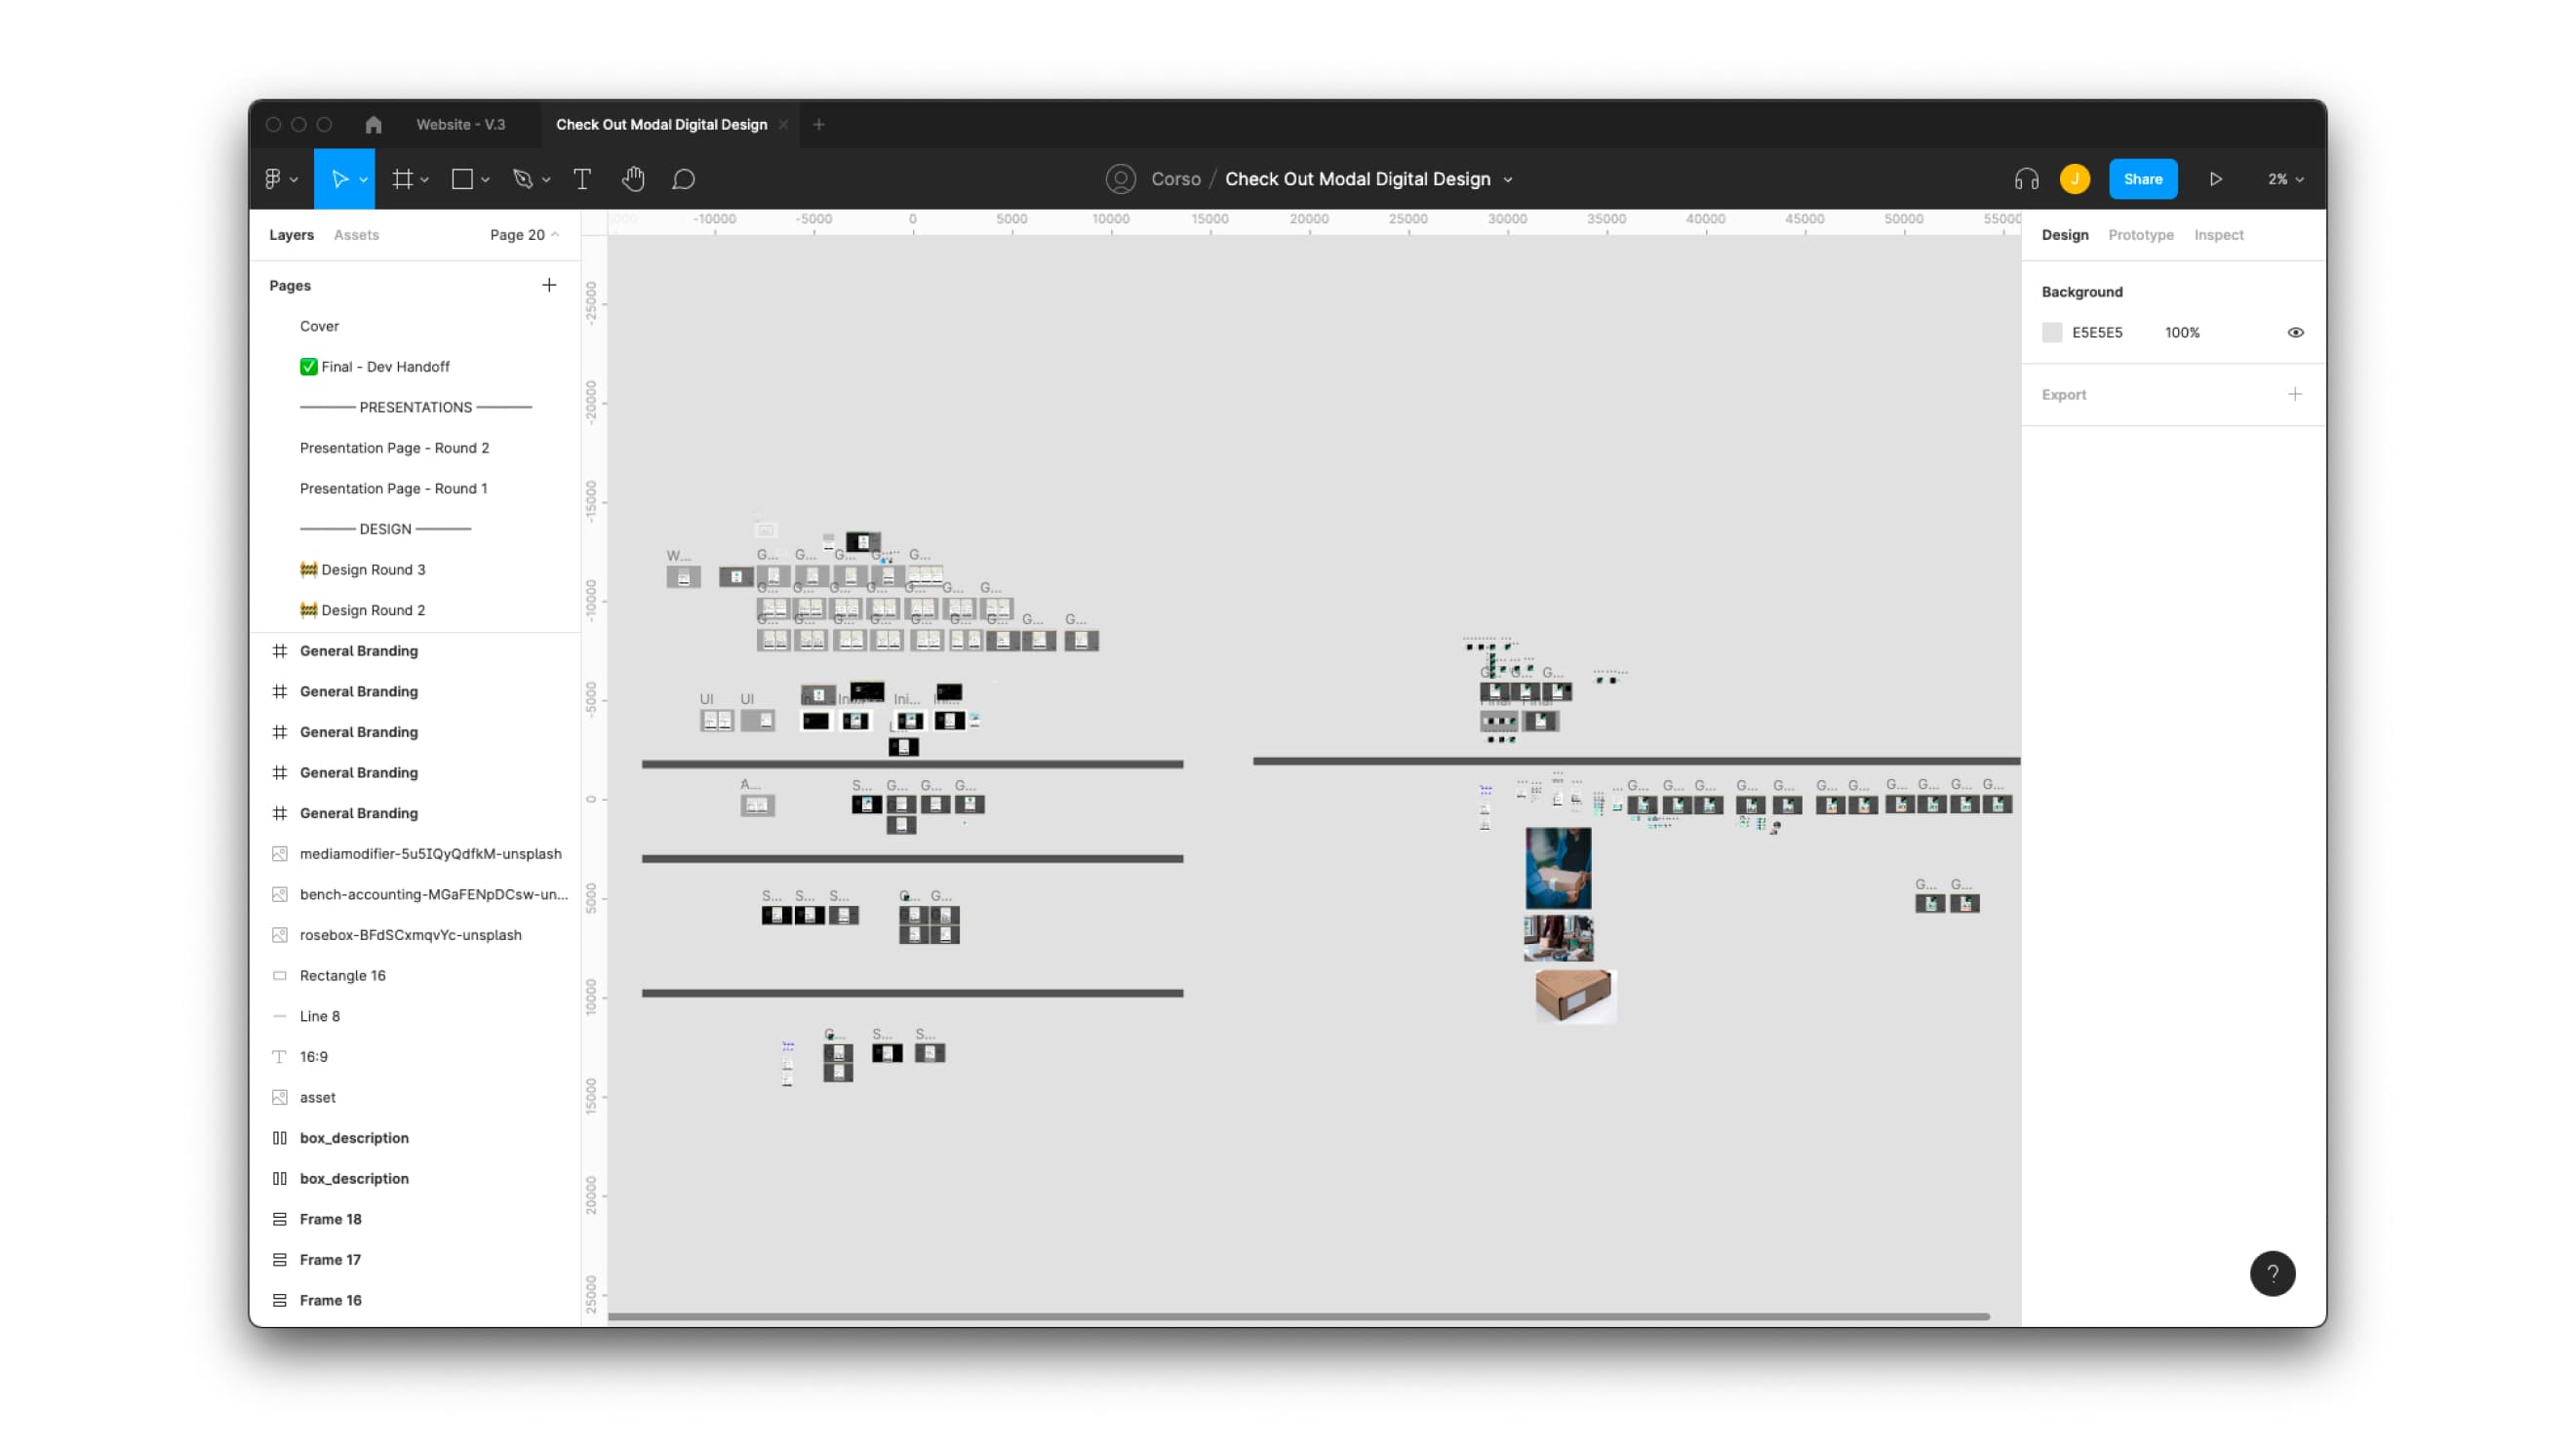 Website - V.3
Check Out Modal Digital Design
Corso / Check Out Modal Digital Design
J
Share
2%
Layers
Assets
Page 20
-10000
-5000
0
5000
10000
15000
20000
25000
30000
35000
40000
45000
50000
55000
Design
Prototype
Inspect
Pages
Cover
✅ Final - Dev Handoff
——— PRESENTATIONS ———
Presentation Page - Round 2
Presentation Page - Round 1
——— DESIGN ———
🚧 Design Round 3
🚧 Design Round 2
General Branding
General Branding
General Branding
General Branding
General Branding
mediamodifier-5u5IQyQdfkM-unsplash
bench-accounting-MGaFENpDCsw-un...
rosebox-BFdSCxmqvYc-unsplash
Rectangle 16
Line 8
16:9
asset
box_description
box_description
Frame 18
Frame 17
Frame 16
-25000
-20000
-15000
-10000
-5000
0
5000
10000
15000
20000
25000
W...
G... G... G... G... G...
G... G... G... G... G... G... G...
G... G... G... G... G... G... G... G... G...
UI UI
Ini...
A... S... G... G... G...
S... S... S... G... G...
G... S... S...
G... G... G...
Final Final
G... G... G... G... G... G... G... G... G... G... G...
G... G...
Background
E5E5E5 100%
Export
?